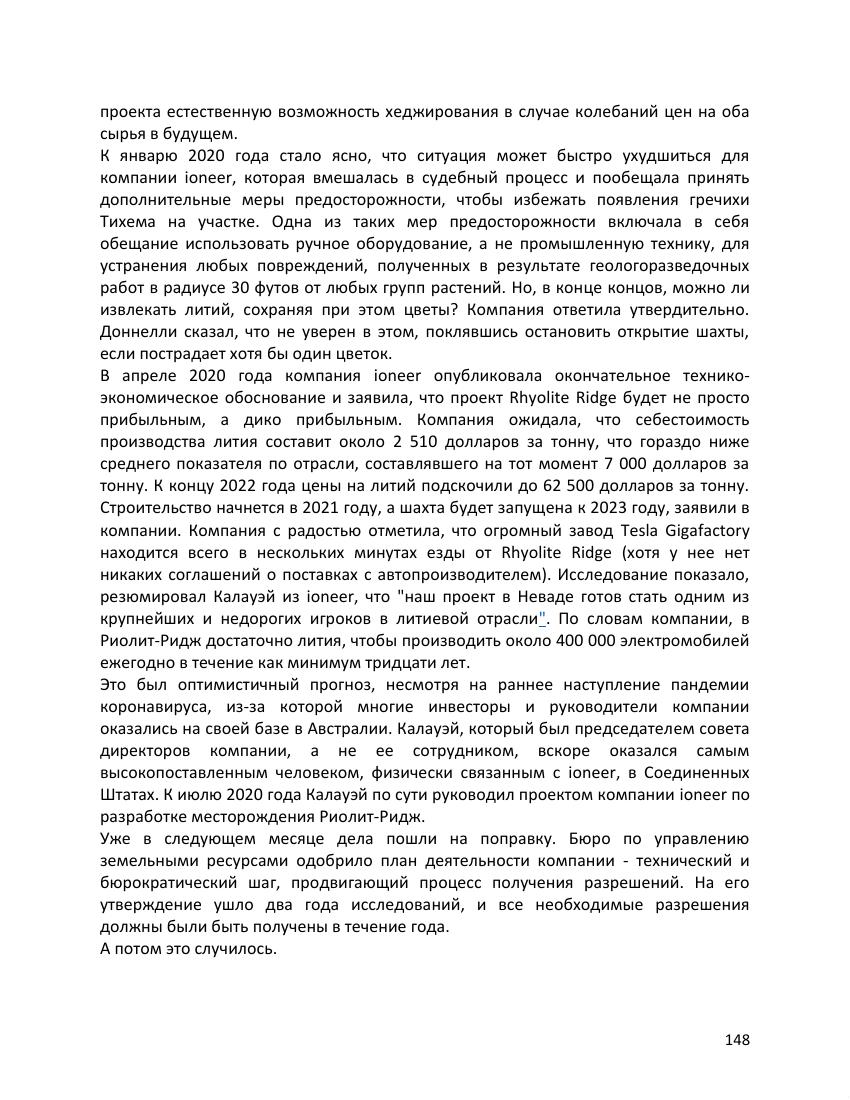 проекта естественную возможность хеджирования в случае колебаний цен на оба
сырья в будущем.
К январю 2020 года стало ясно, что ситуация может быстро ухудшиться для
компании ioneer, которая вмешалась в судебный процесс и пообещала принять
дополнительные меры предосторожности, чтобы избежать появления гречихи
Тихема на участке. Одна из таких мер предосторожности включала в себя
обещание использовать ручное оборудование, а не промышленную технику, для
устранения любых повреждений, полученных в результате геологоразведочных
работ в радиусе 30 футов от любых групп растений. Но, в конце концов, можно ли
извлекать литий, сохраняя при этом цветы? Компания ответила утвердительно.
Доннелли сказал, что не уверен в этом, поклявшись остановить открытие шахты,
если пострадает хотя бы один цветок.
В апреле 2020 года компания ioneer опубликовала окончательное технико-
экономическое обоснование и заявила, что проект Rhyolite Ridge будет не просто
прибыльным, а дико прибыльным. Компания ожидала, что себестоимость
производства лития составит около 2 510 долларов за тонну, что гораздо ниже
среднего показателя по отрасли, составлявшего на тот момент 7 000 долларов за
тонну. К концу 2022 года цены на литий подскочили до 62 500 долларов за тонну.
Строительство начнется в 2021 году, а шахта будет запущена к 2023 году, заявили в
компании. Компания с радостью отметила, что огромный завод Tesla Gigafactory
находится всего в нескольких минутах езды от Rhyolite Ridge (хотя у нее нет
никаких соглашений о поставках с автопроизводителем). Исследование показало,
резюмировал Калауэй из ioneer, что "наш проект в Неваде готов стать одним из
крупнейших и недорогих игроков в литиевой отрасли". По словам компании, в
Риолит-Ридж достаточно лития, чтобы производить около 400 000 электромобилей
ежегодно в течение как минимум тридцати лет.
Это был оптимистичный прогноз, несмотря на раннее наступление пандемии
коронавируса, из-за которой многие инвесторы и руководители компании
оказались на своей базе в Австралии. Калауэй, который был председателем совета
директоров компании, а не ее сотрудником, вскоре оказался самым
высокопоставленным человеком, физически связанным с ioneer, в Соединенных
Штатах. К июлю 2020 года Калауэй по сути руководил проектом компании ioneer по
разработке месторождения Риолит-Ридж.
Уже в следующем месяце дела пошли на поправку. Бюро по управлению
земельными ресурсами одобрило план деятельности компании - технический и
бюрократический шаг, продвигающий процесс получения разрешений. На его
утверждение ушло два года исследований, и все необходимые разрешения
должны были быть получены в течение года.
А потом это случилось.
148